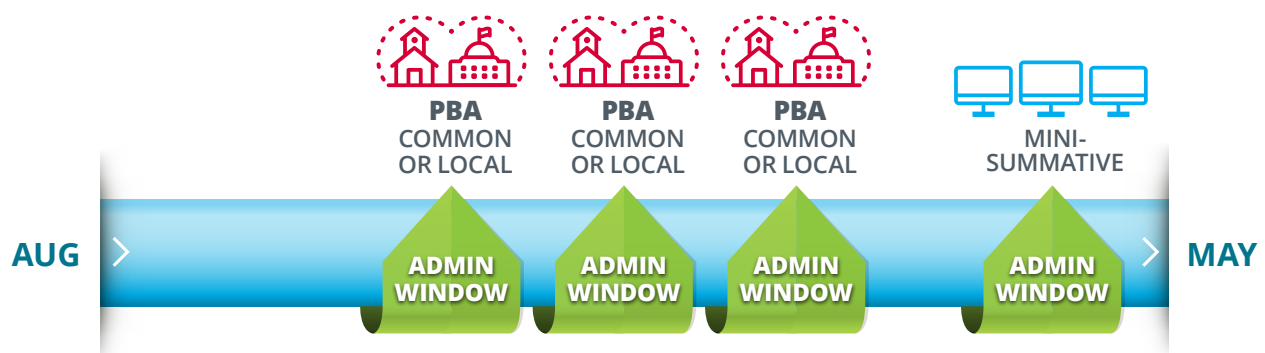 PBA
COMMON
OR LOCAL
PBA
COMMON
OR LOCAL
PBA
COMMON
OR LOCAL
MINI-
SUMMATIVE
AUG
ADMIN
WINDOW
ADMIN
WINDOW
ADMIN
WINDOW
ADMIN
WINDOW
MAY